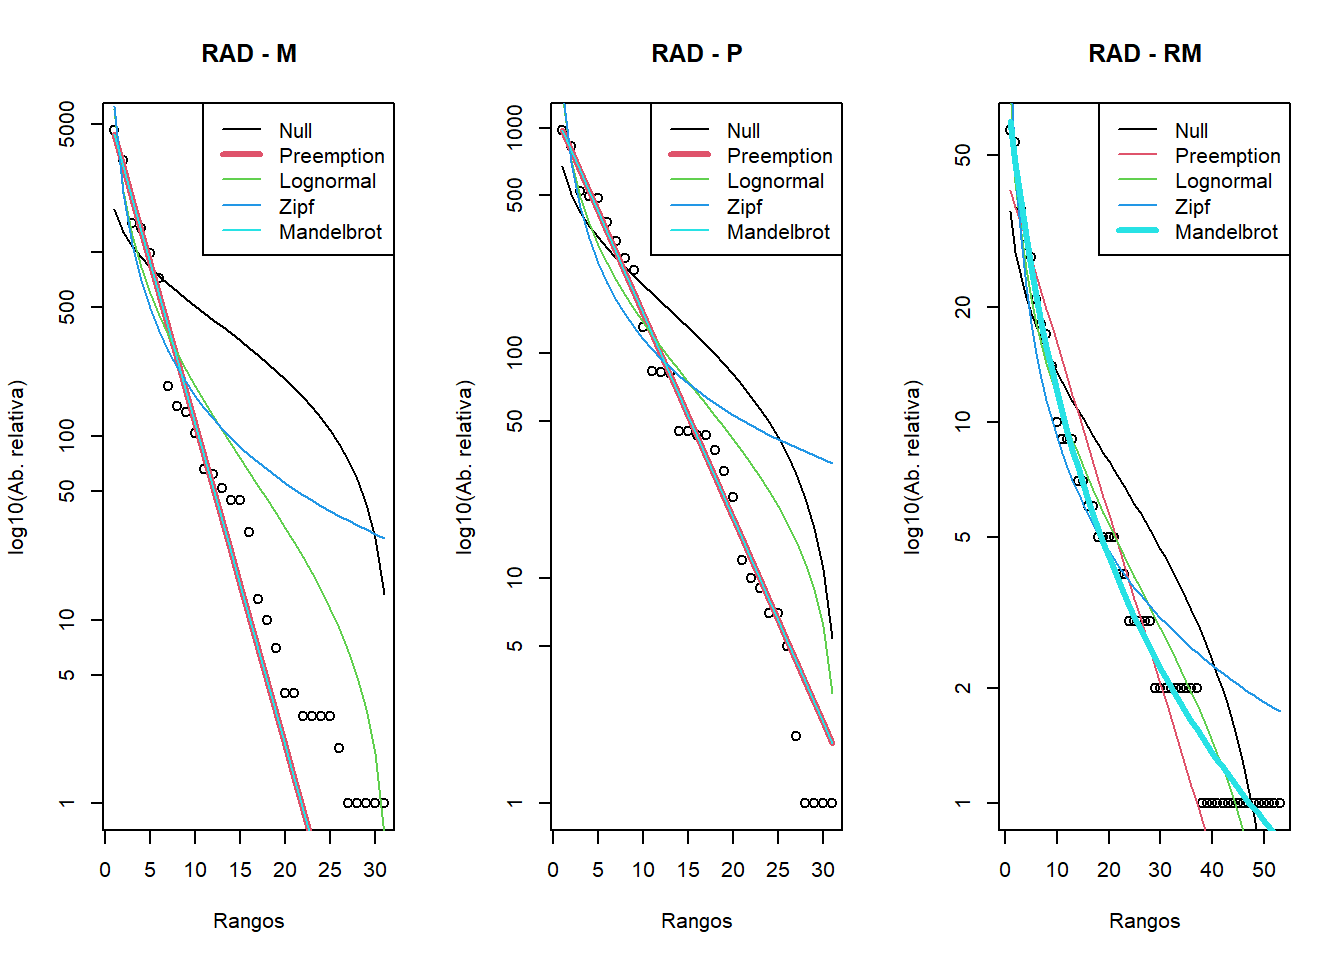 RAD - M
log10(Ab. relativa)
5000
500
100
50
10
5
1
0 5 10 15 20 25 30
Rangos
Null
Preemption
Lognormal
Zipf
Mandelbrot
RAD - P
log10(Ab. relativa)
1000
500
100
50
10
5
1
0 5 10 15 20 25 30
Rangos
Null
Preemption
Lognormal
Zipf
Mandelbrot
RAD - RM
log10(Ab. relativa)
50
20
10
5
2
1
0 10 20 30 40 50
Rangos
Null
Preemption
Lognormal
Zipf
Mandelbrot